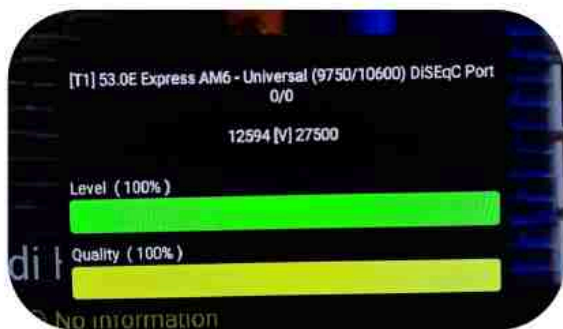 [T1] 53.0E Express AM6 - Universal (9750/10600) DiSEqC Port
0/0
12594 [V] 27500
Level (100%)
Quality (100%)
No information